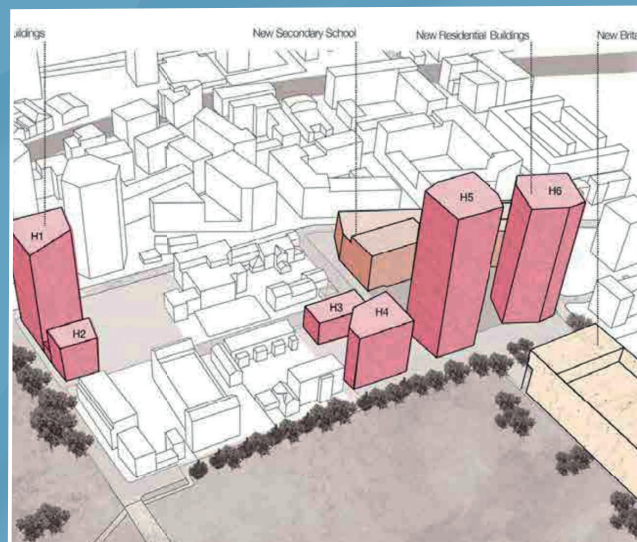 uildings
New Secondary School
New Residential Buildings
New Brita
H1
H2
H3
H4
H5
H6